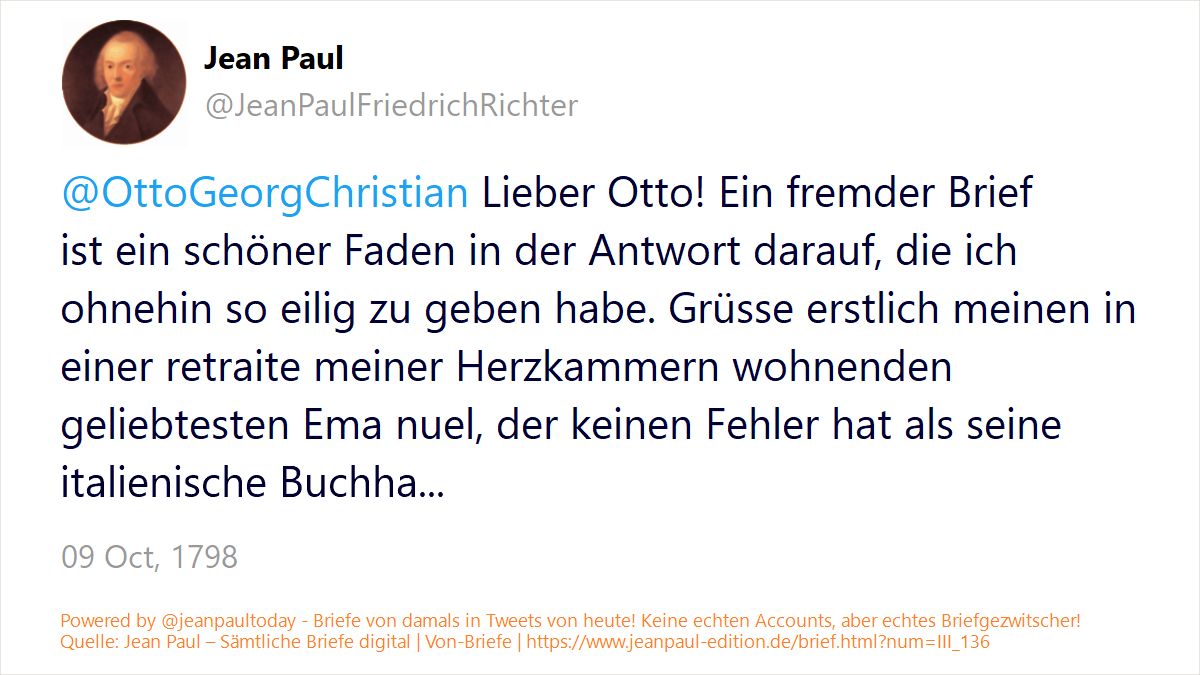 Jean Paul
@JeanPaulFriedrichRichter
@OttoGeorgChristian Lieber Otto! Ein fremder Brief
ist ein schöner Faden in der Antwort darauf, die ich
ohnehin so eilig zu geben habe. Grüsse erstlich meinen in
einer retraite meiner Herzkammern wohnenden
geliebtesten Ema nuel, der keinen Fehler hat als seine
italienische Buchha...
09 Oct, 1798
Powered by @jeanpaultoday - Briefe von damals in Tweets von heute! Keine echten Accounts, aber echtes Briefgezwitscher!
Quelle: Jean Paul – Sämtliche Briefe digital | Von-Briefe | https://www.jeanpaul-edition.de/brief.html?num=III_136